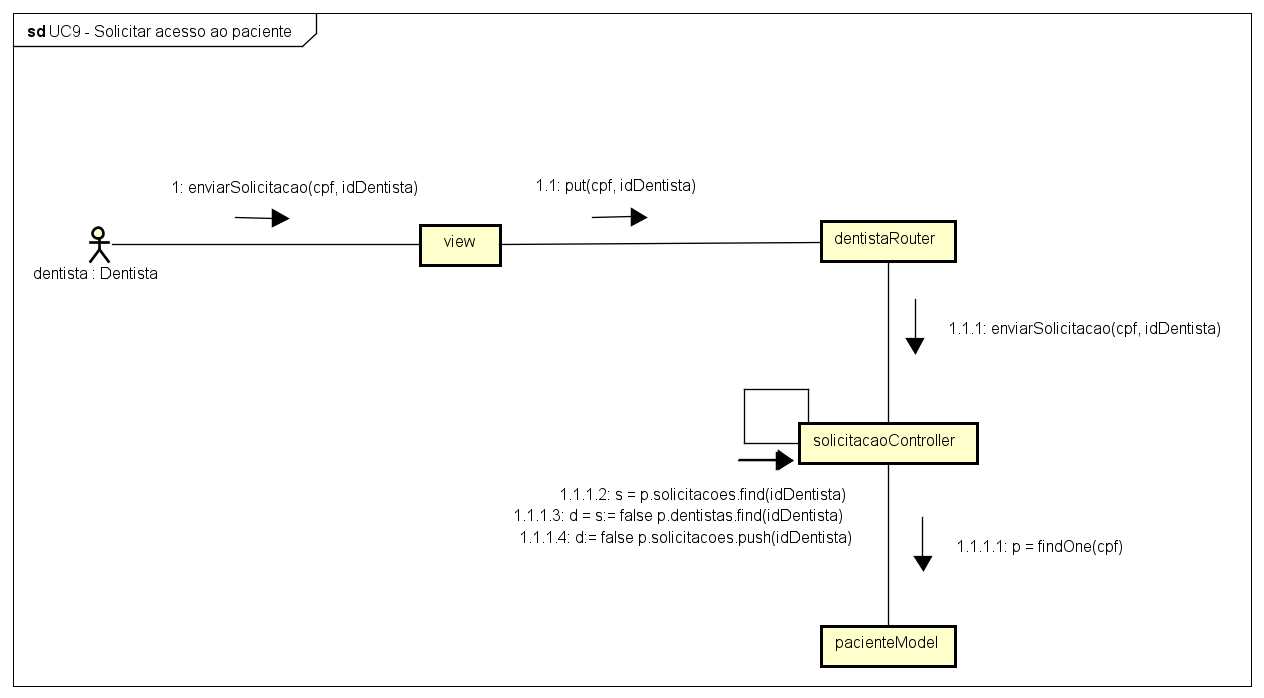 sd UC9 - Solicitar acesso ao paciente
1: enviarSolicitacao(cpf, idDentista)
1.1: put(cpf, idDentista)
view
dentistaRouter
dentista : Dentista
1.1.1: enviarSolicitacao(cpf, idDentista)
solicitacaoController
1.1.1.2: s = p.solicitacoes.find(idDentista)
1.1.1.3: d = s:= false p.dentistas.find(idDentista)
1.1.1.4: d:= false p.solicitacoes.push(idDentista)
1.1.1.1: p = findOne(cpf)
pacienteModel